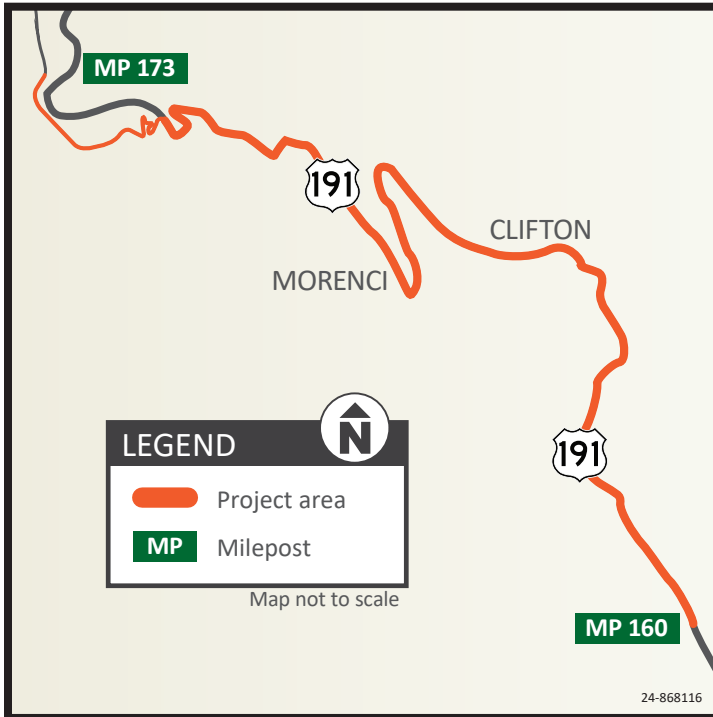 MP 173
191
CLIFTON
MORENCI
N
LEGEND
191
Project area
MP Milepost
Map not to scale
MP 160
24-868116